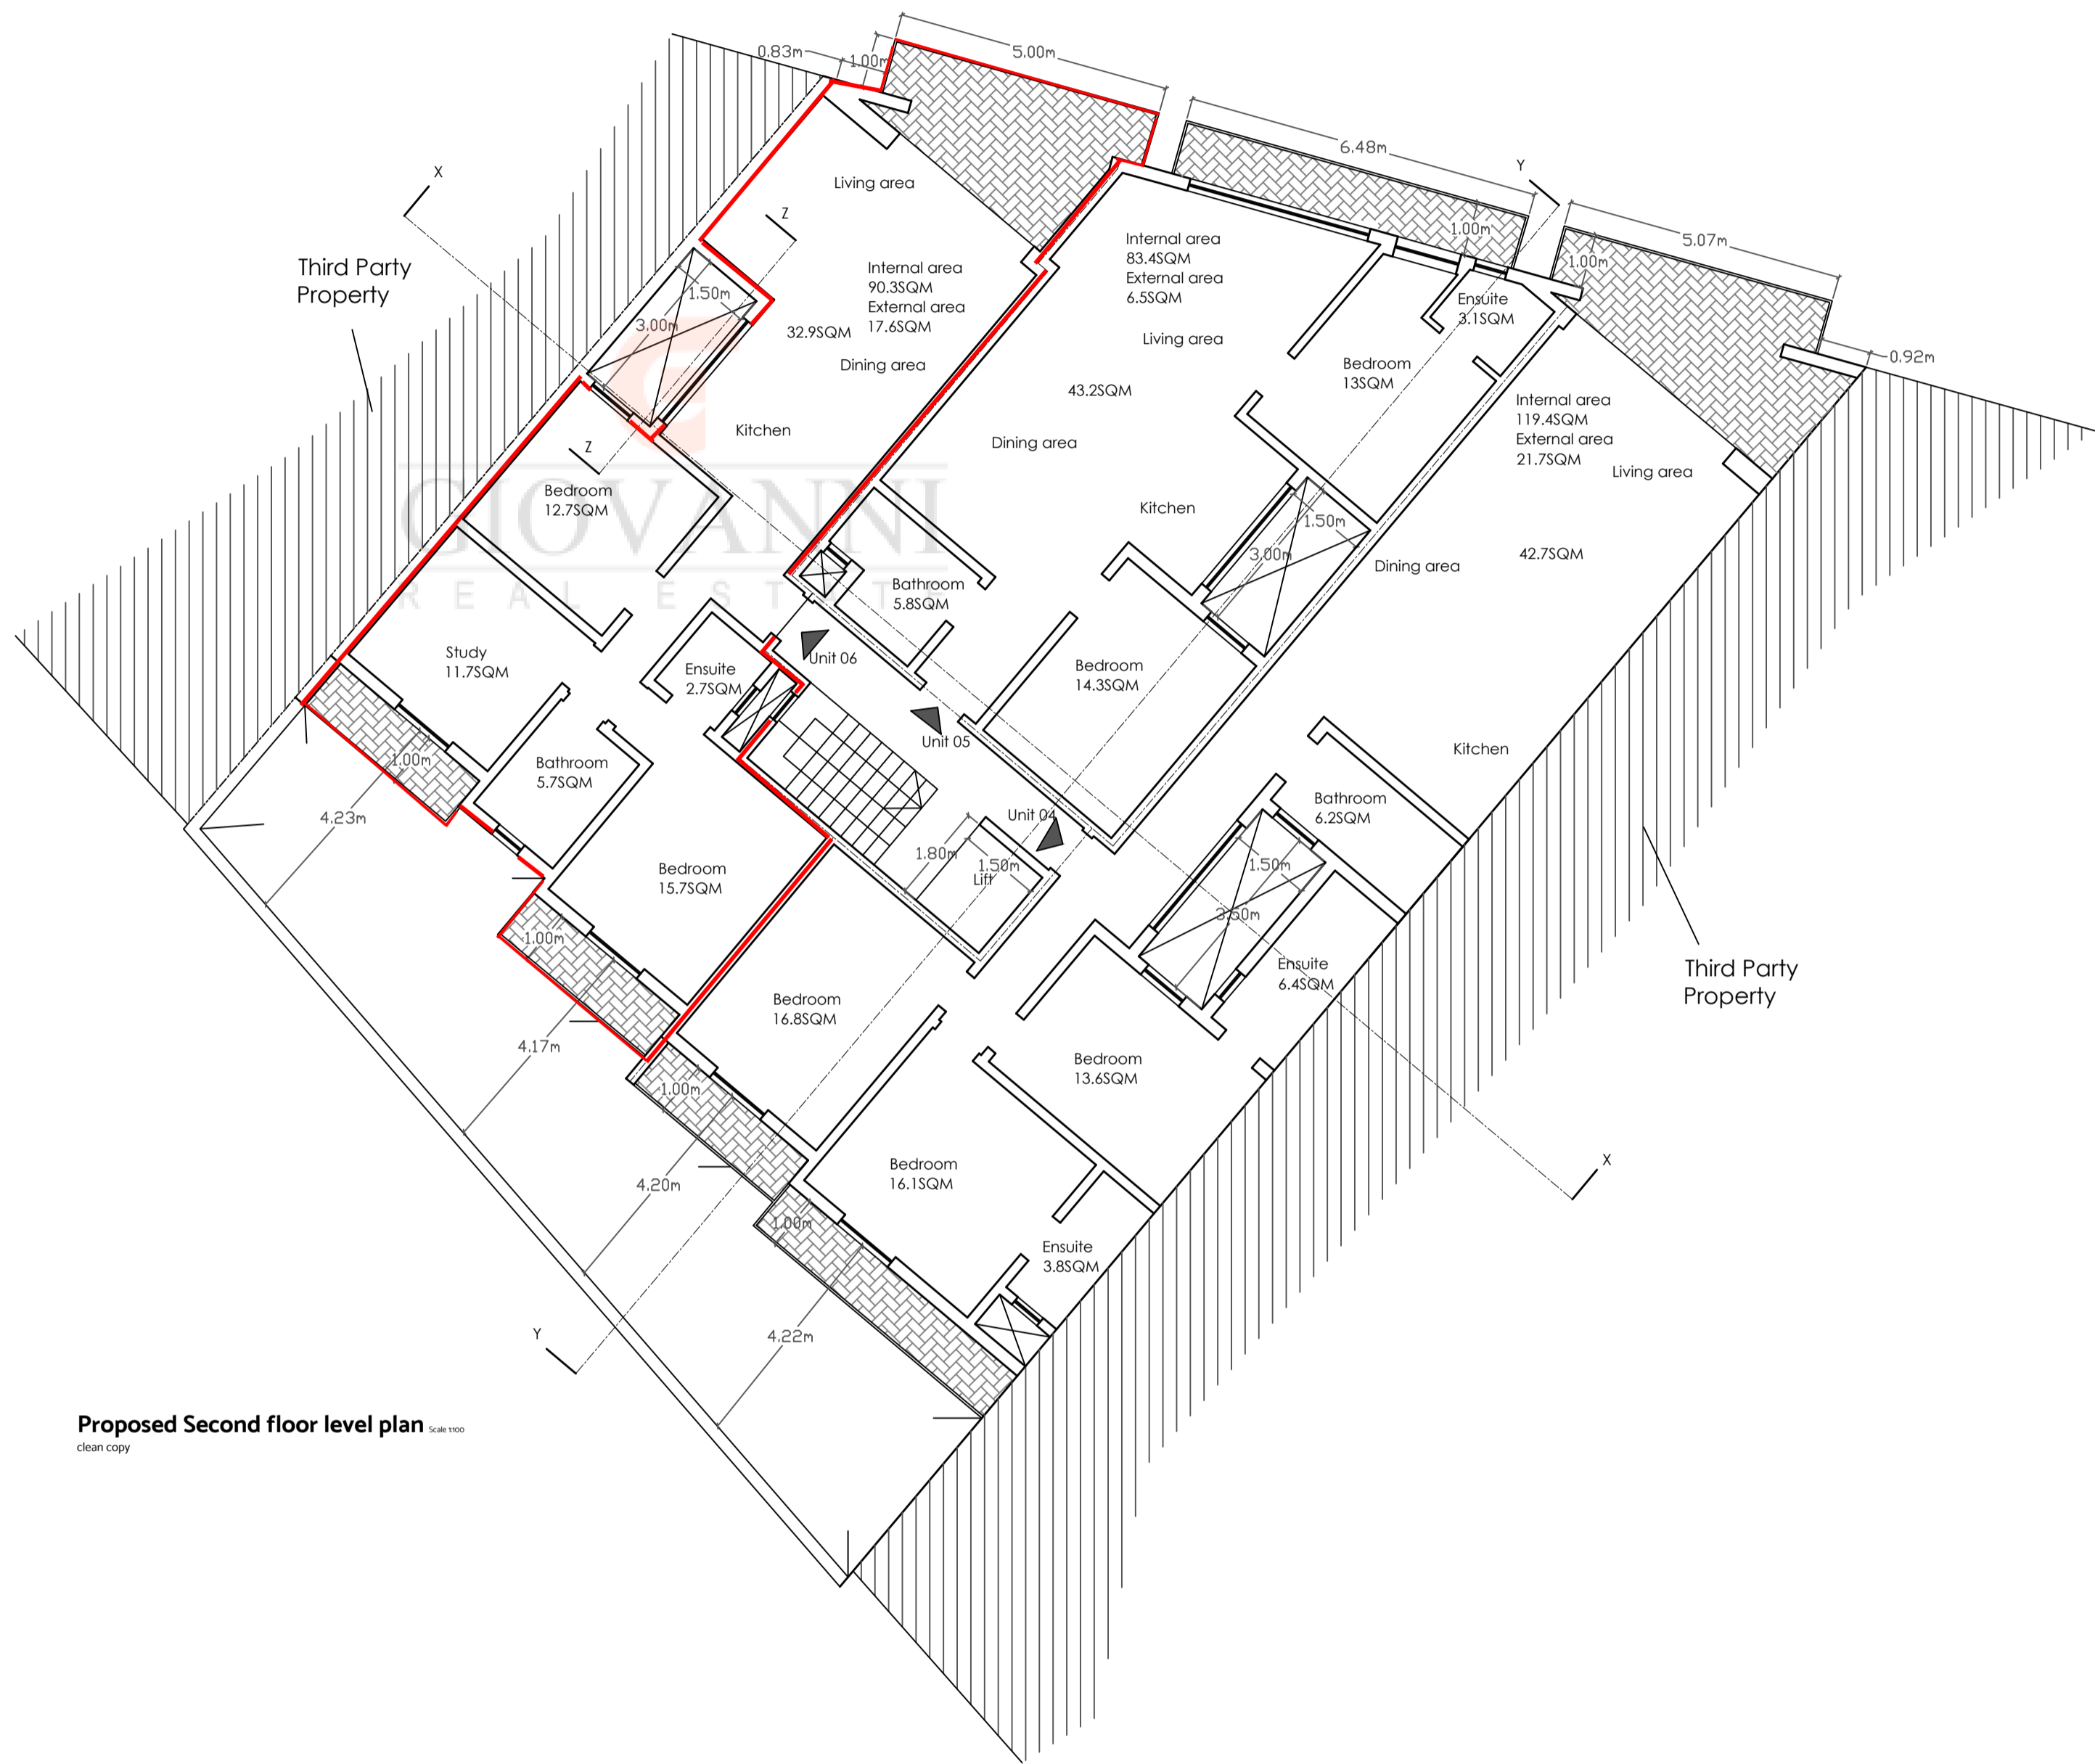 0.83m
1.00m
5.00m
6.48m
Y
1.00m
5.07m
1.00m
0.92m
X
Z
Third Party
Property
Living area
Internal area
90.3SQM
External area
17.6SQM
32.9SQM
Dining area
Kitchen
1.50m
3.00m
Z
Internal area
83.4SQM
External area
6.5SQM
Living area
43.2SQM
Dining area
Kitchen
Ensuite
3.1SQM
Bedroom
13SQM
Internal area
119.4SQM
External area
21.7SQM
Living area
42.7SQM
Dining area
1.50m
3.00m
GIOVANNI
REAL ESTATE
Bedroom
12.7SQM
Bathroom
5.8SQM
Study
11.7SQM
Ensuite
2.7SQM
Unit 06
Unit 05
Bedroom
14.3SQM
Kitchen
1.00m
Bathroom
5.7SQM
4.23m
Unit 04
1.80m
1.50m
Lift
Bathroom
6.2SQM
1.50m
3.50m
Bedroom
15.7SQM
1.00m
Ensuite
6.4SQM
Third Party
Property
Bedroom
16.8SQM
4.17m
1.00m
Bedroom
13.6SQM
Bedroom
16.1SQM
4.20m
1.00m
X
Ensuite
3.8SQM
Y
4.22m
Proposed Second floor level plan Scale 1:100
clean copy